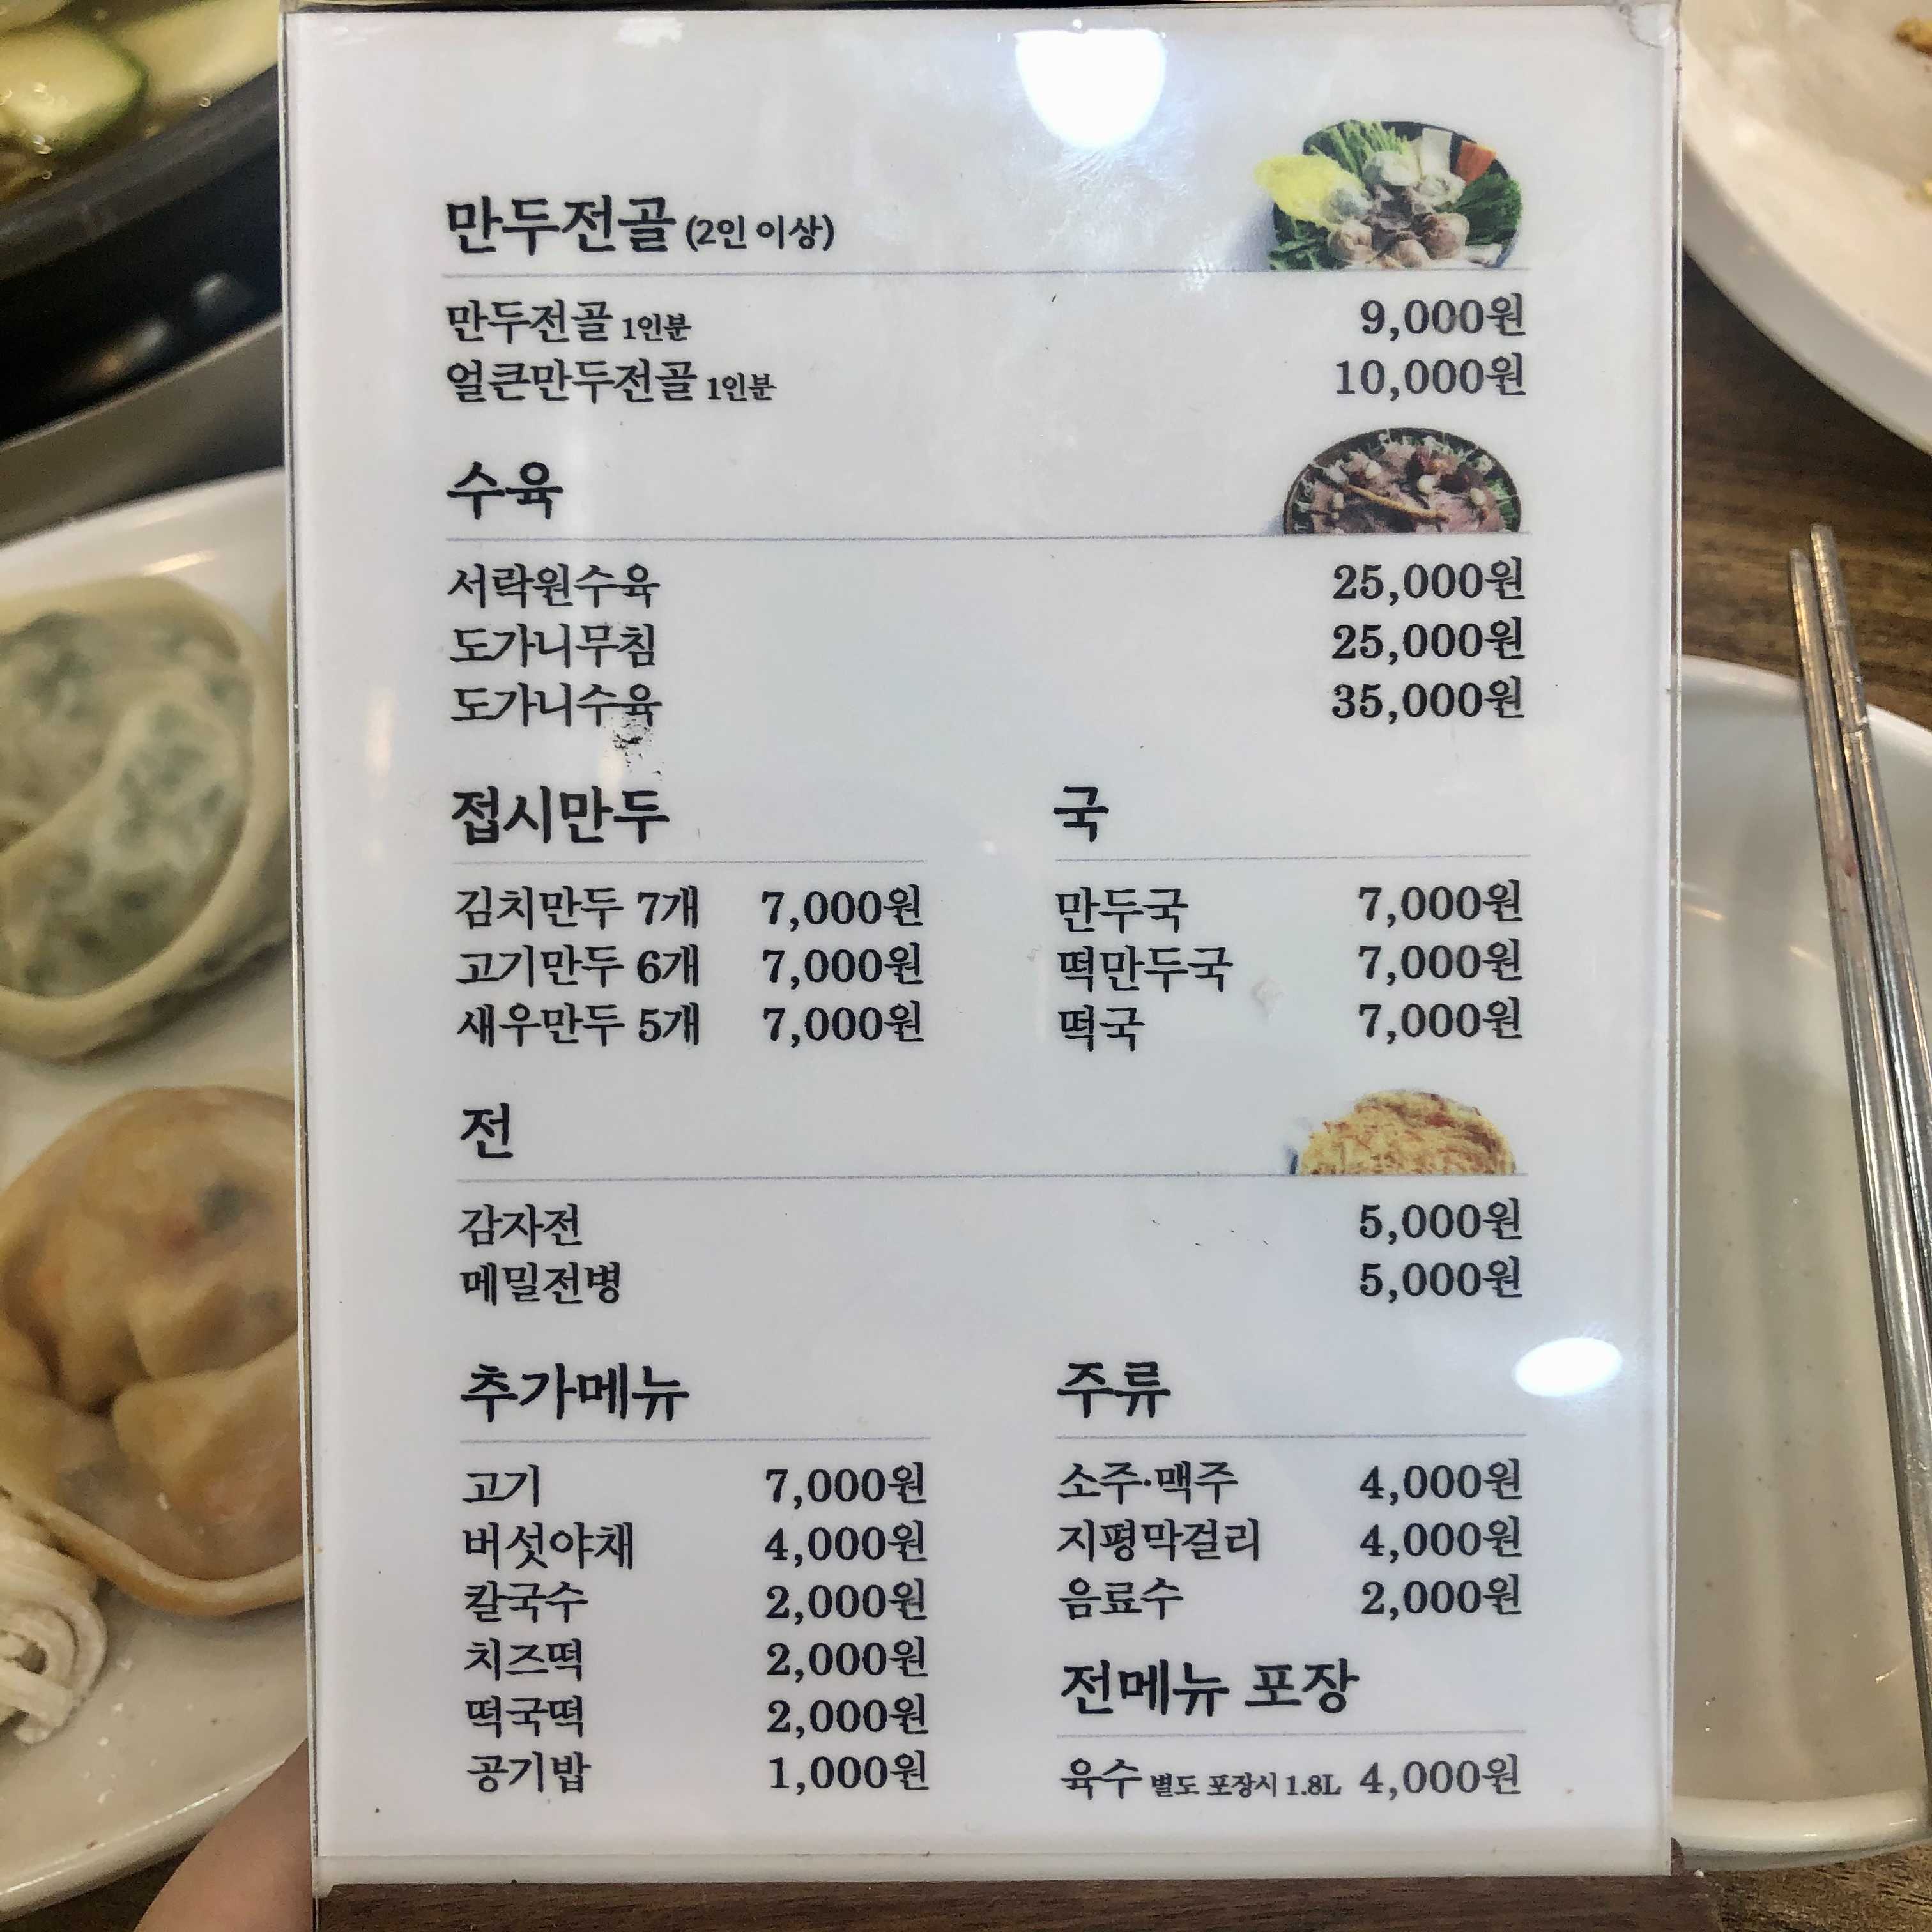 만두전골 (2인 이상)
만두전골 1인분 9,000원
얼큰만두전골 1인분 10,000원
수육
서락원수육 25,000원
도가니무침 25,000원
도가니수육 35,000원
접시만두
김치만두 7개 7,000원
고기만두 6개 7,000원
새우만두 5개 7,000원
국
만두국 7,000원
떡만두국 7,000원
떡국 7,000원
전
감자전 5,000원
메밀전병 5,000원
추가메뉴
고기 7,000원
버섯야채 4,000원
칼국수 2,000원
치즈떡 2,000원
떡국떡 2,000원
공기밥 1,000원
주류
소주·맥주 4,000원
지평막걸리 4,000원
음료수 2,000원
전메뉴 포장
육수 별도 포장시 1.8L 4,000원